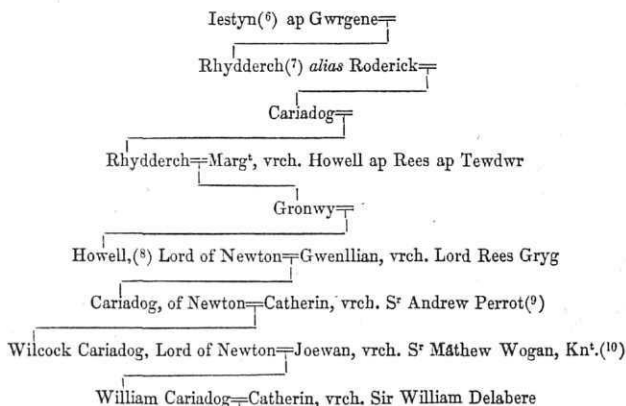 Iestyn(⁶) ap Gwrgene
Rhydderch(⁷) alias Roderick
Cariadog
Rhydderch=Margᵗ, vrch. Howell ap Rees ap Tewdwr
Gronwy
Howell,(⁸) Lord of Newton=Gwenllian, vrch. Lord Rees Gryg
Cariadog, of Newton=Catherin, vrch. Sʳ Andrew Perrot(⁹)
Wilcock Cariadog, Lord of Newton=Joewan, vrch. Sʳ Mathew Wogan, Knᵗ.(¹⁰)
William Cariadog=Catherin, vrch. Sir William Delabere